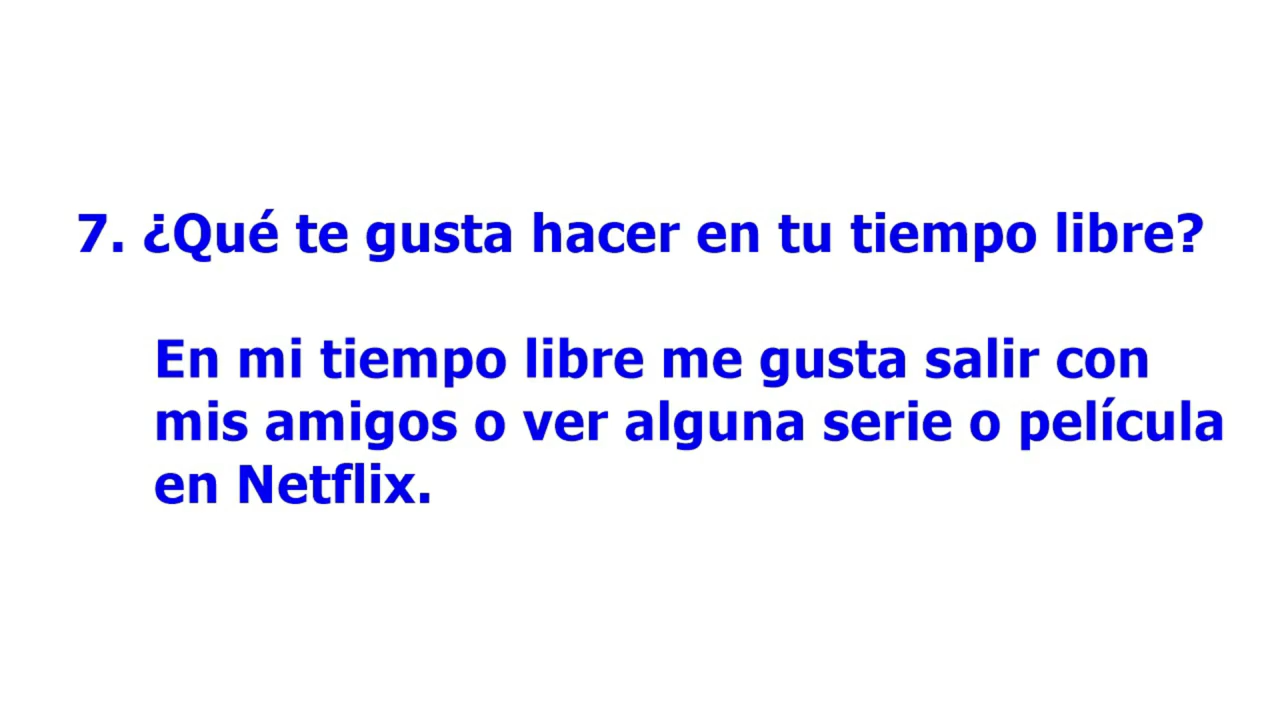 7. ¿Qué te gusta hacer en tu tiempo libre?
En mi tiempo libre me gusta salir con
mis amigos o ver alguna serie o película
en Netflix.